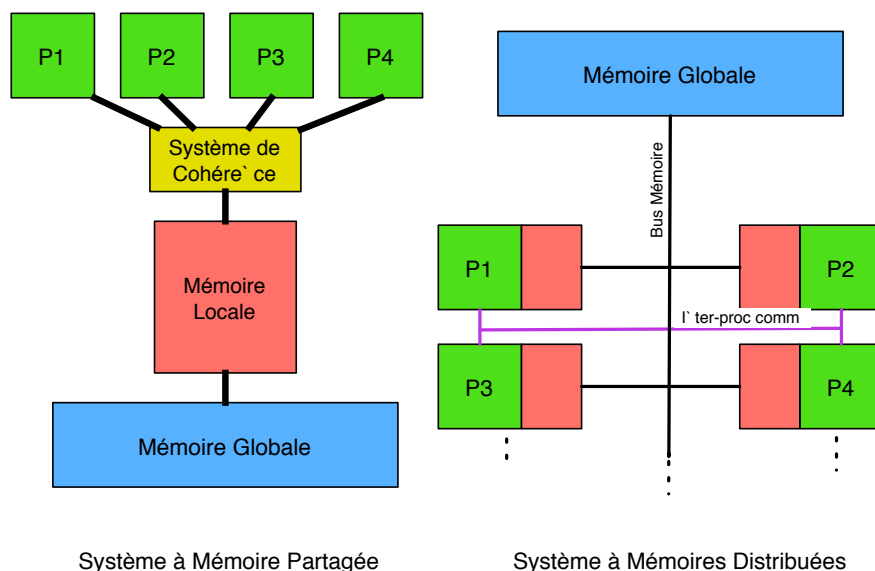 P1 P2 P3 P4
Système de
Cohére` ce
Mémoire
Locale
Mémoire Globale
Système à Mémoire Partagée
Mémoire Globale
Bus Mémoire
P1
P2
I` ter-proc comm
P3
P4
Système à Mémoires Distribuées